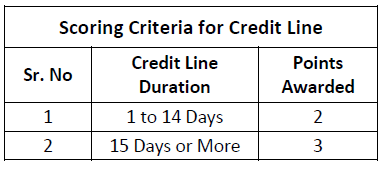 Scoring Criteria for Credit Line
Sr. No Credit Line Duration Points Awarded
1 1 to 14 Days 2
2 15 Days or More 3